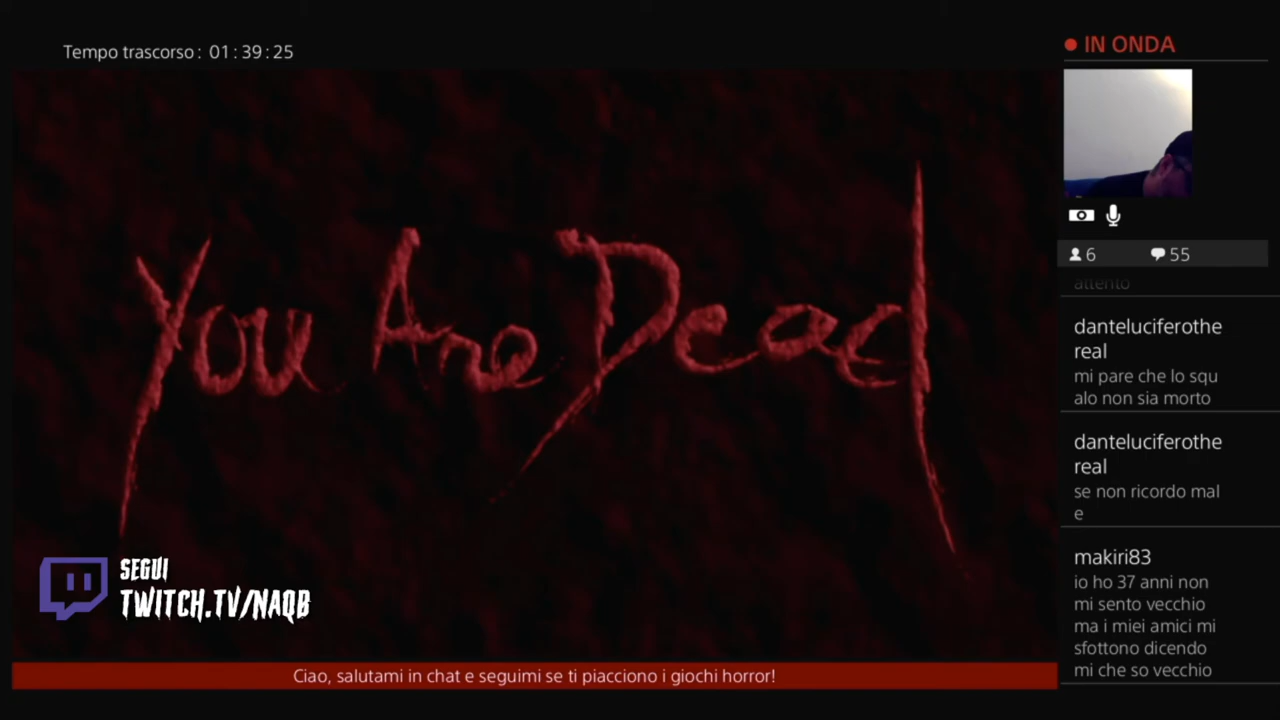 Tempo trascorso: 01:39:25
You Are Dead
SEGUI
TWITCH.TV/NAQB
Ciao, salutami in chat e seguimi se ti piacciono i giochi horror!
IN ONDA
6 55
attento
danteluciferothe
real
mi pare che lo squ
alo non sia morto
danteluciferothe
real
se non ricordo mal
e
makiri83
io ho 37 anni non
mi sento vecchio
ma i miei amici mi
sfottono dicendo
mi che so vecchio